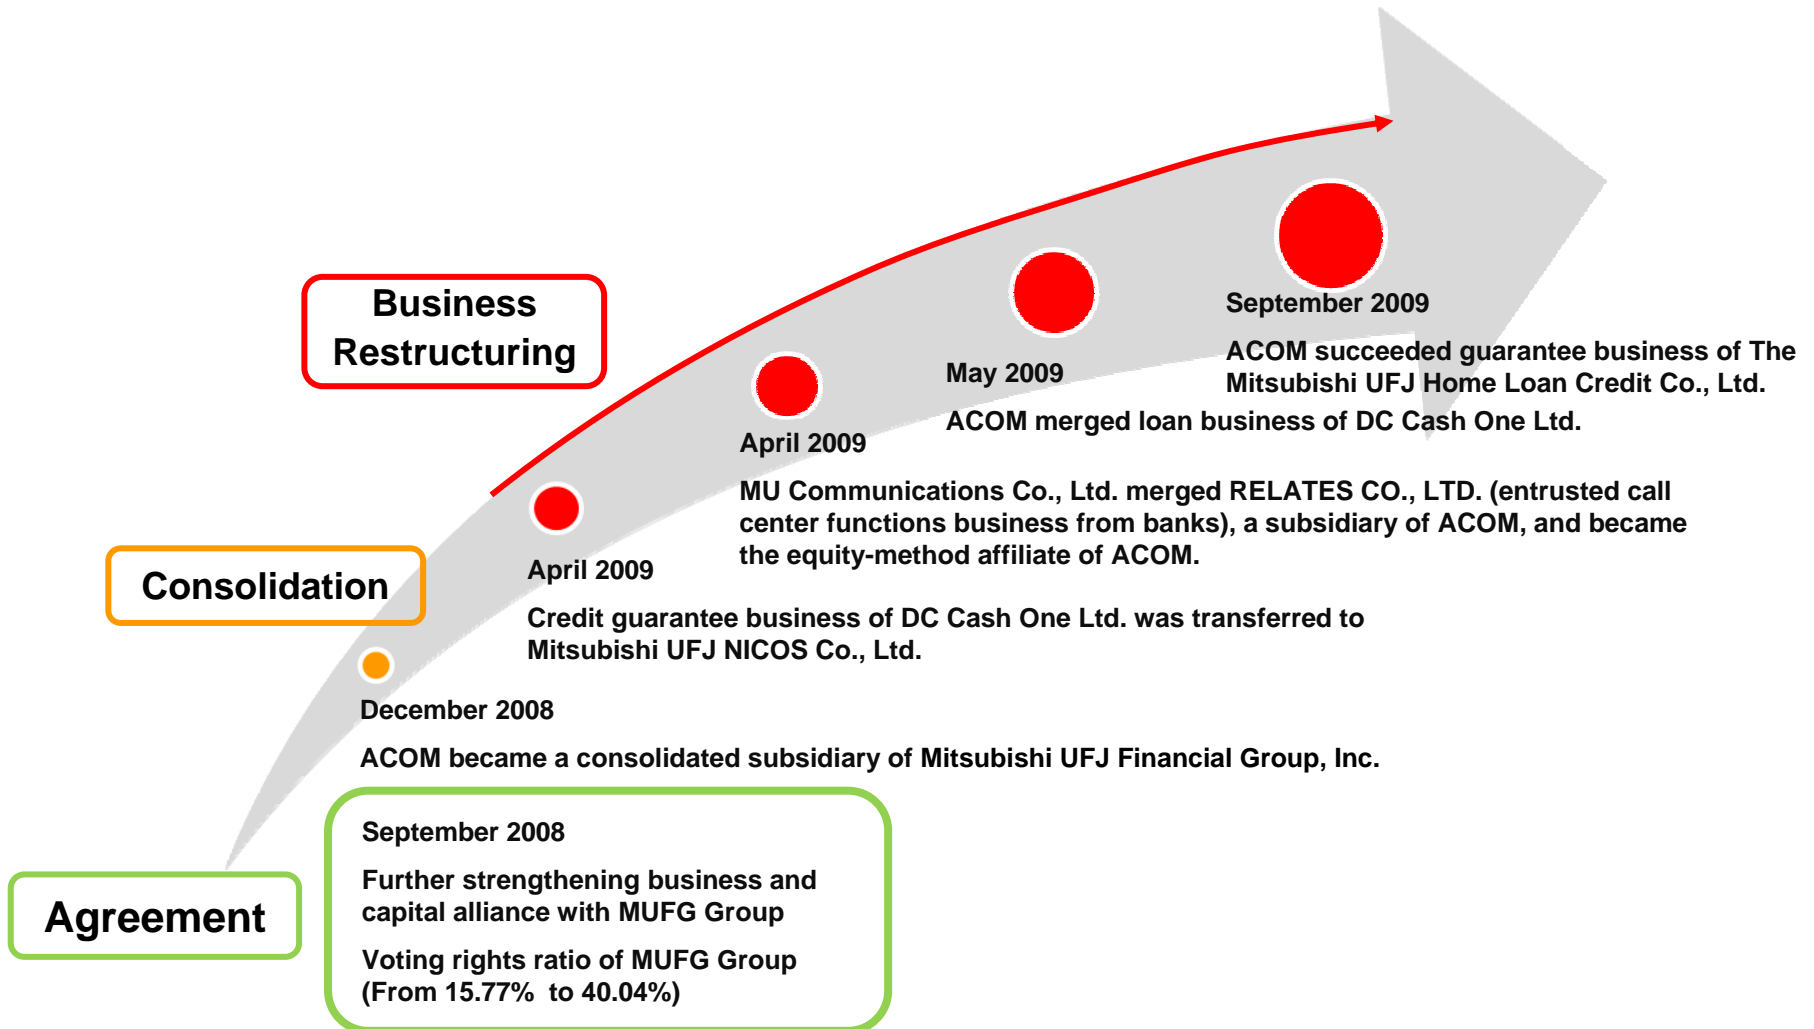 Business
Restructuring
September 2009
ACOM succeeded guarantee business of The
Mitsubishi UFJ Home Loan Credit Co., Ltd.
May 2009
ACOM merged loan business of DC Cash One Ltd.
April 2009
MU Communications Co., Ltd. merged RELATES CO., LTD. (entrusted call
center functions business from banks), a subsidiary of ACOM, and became
the equity-method affiliate of ACOM.
Consolidation
April 2009
Credit guarantee business of DC Cash One Ltd. was transferred to
Mitsubishi UFJ NICOS Co., Ltd.
December 2008
ACOM became a consolidated subsidiary of Mitsubishi UFJ Financial Group, Inc.
Agreement
September 2008
Further strengthening business and
capital alliance with MUFG Group
Voting rights ratio of MUFG Group
(From 15.77%  to 40.04%)